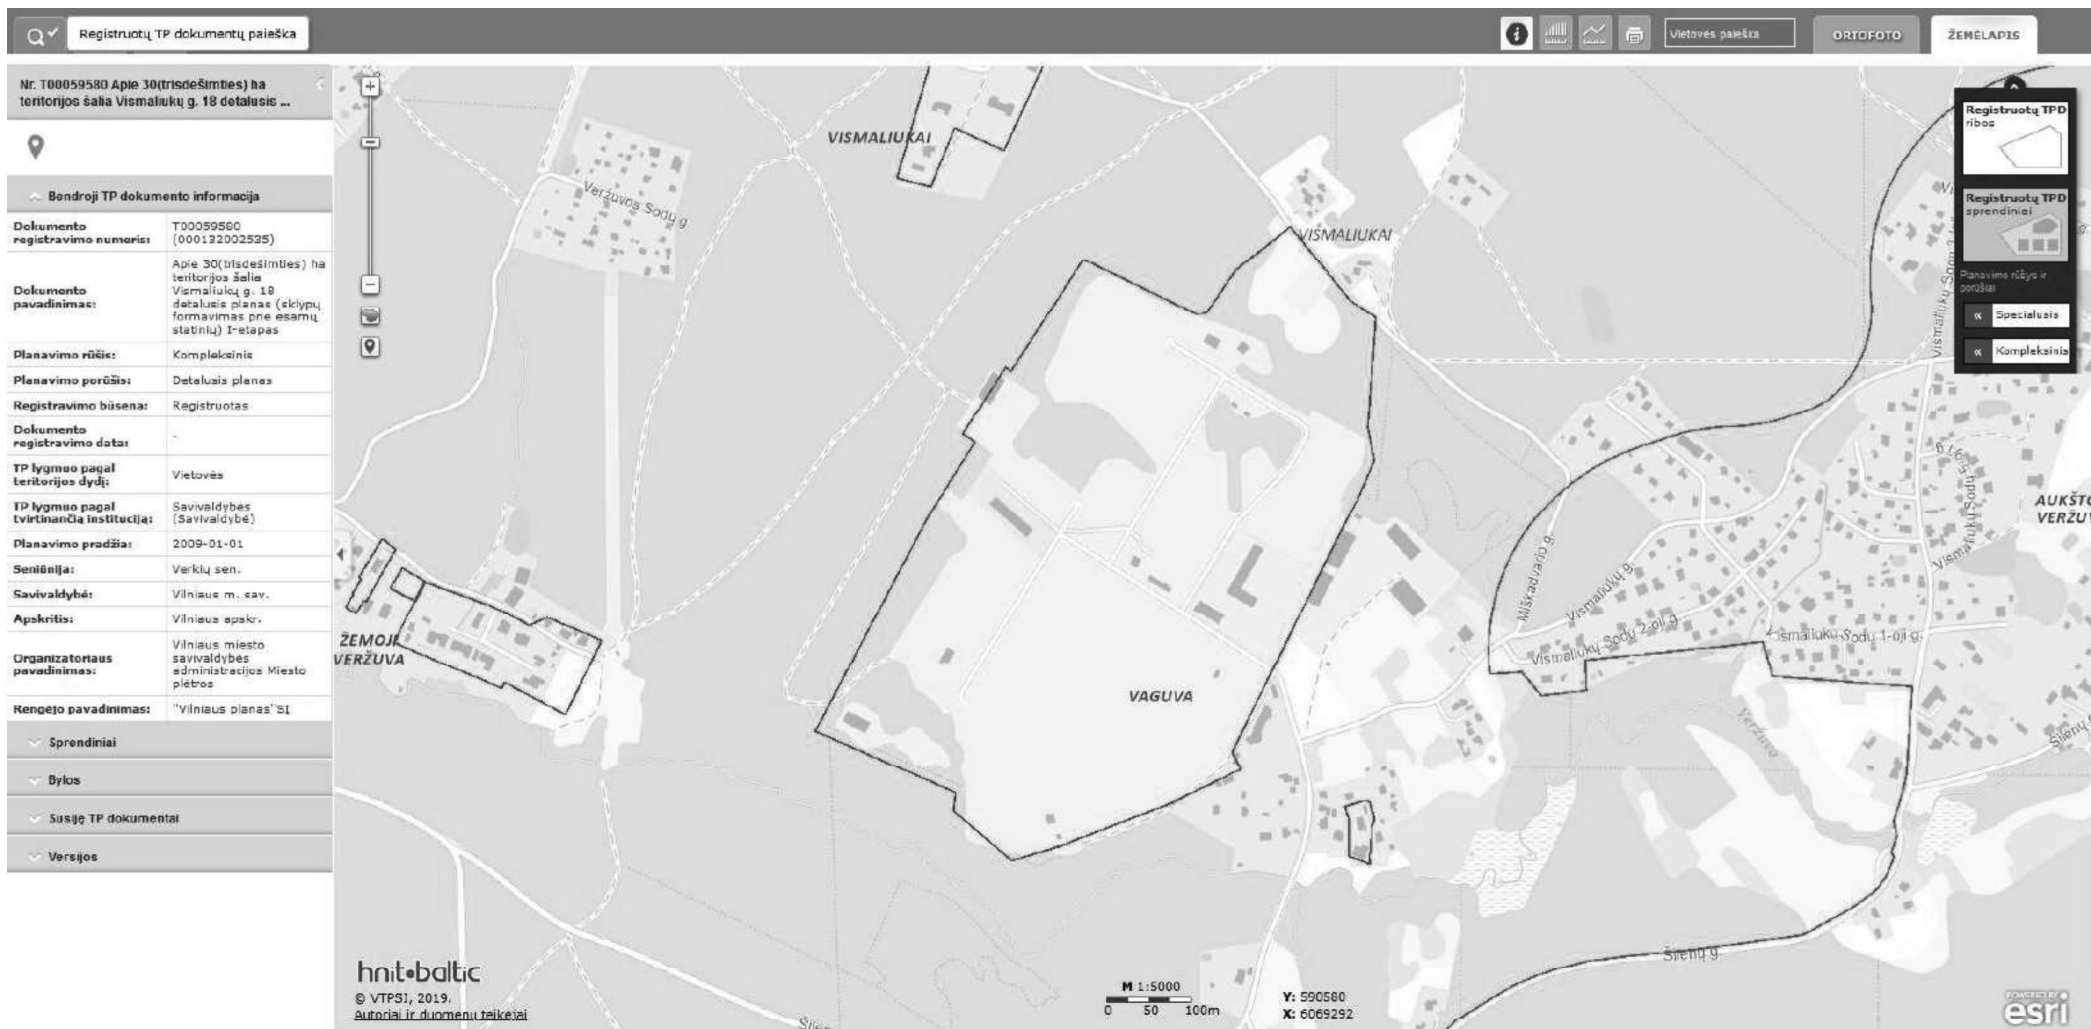 Registruotų TP dokumentų paieška
Vietovės paieška
ORTOFOTO
ŽEMĖLAPIS
Nr. T00059580 Apie 30(trisdešimties) ha
teritorijos šalia Vismaliukų g. 18 detalusis ...
Bendroji TP dokumento informacija
Dokumento
registravimo numeris:
T00059580
(000132002535)
Dokumento
pavadinimas:
Apie 30(trisdešimties) ha
teritorijos šalia
Vismaliukų g. 18
detalusis planas (sklypų
formavimas prie esamų
statinių) I-etapas
Planavimo rūšis:
Kompleksinis
Planavimo porūšis:
Detalusis planas
Registravimo būsena:
Registruotas
Dokumento
registravimo data:
-
TP lygmuo pagal
teritorijos dydį:
Vietovės
TP lygmuo pagal
tvirtinančią instituciją:
Savivaldybės
(Savivaldybė)
Planavimo pradžia:
2009-01-01
Seniūnija:
Verkių sen.
Savivaldybė:
Vilniaus m. sav.
Apskritis:
Vilniaus apskr.
Organizatoriaus
pavadinimas:
Vilniaus miesto
savivaldybės
administracijos Miesto
plėtros
Rengėjo pavadinimas:
"Vilniaus planas"SĮ
Sprendiniai
Bylos
Susiję TP dokumentai
Versijos
VISMALIUKAI
Veržuvos Sodų g.
VISMALIUKAI
ŽEMOJI
VERŽUVA
VAGUVA
Miškadvario g.
Vismaliukų g.
Vismaliukų Sodų 2-oji g.
Vismaliukų Sodų 1-oji g.
AUKŠTO
VERŽUV
Veržuva
Šilėnų g.
Šilėnų g.
Registruotų TPD
ribos
Registruotų TPD
sprendiniai
Planavimo rūšys ir
porūšiai
« Specialusis
« Kompleksinis
hnit•baltic
© VTPSI, 2019.
Autoriai ir duomenų teikėjai
M 1:5000
0 50 100m
Y: 590580
X: 6069292
POWERED BY
esri